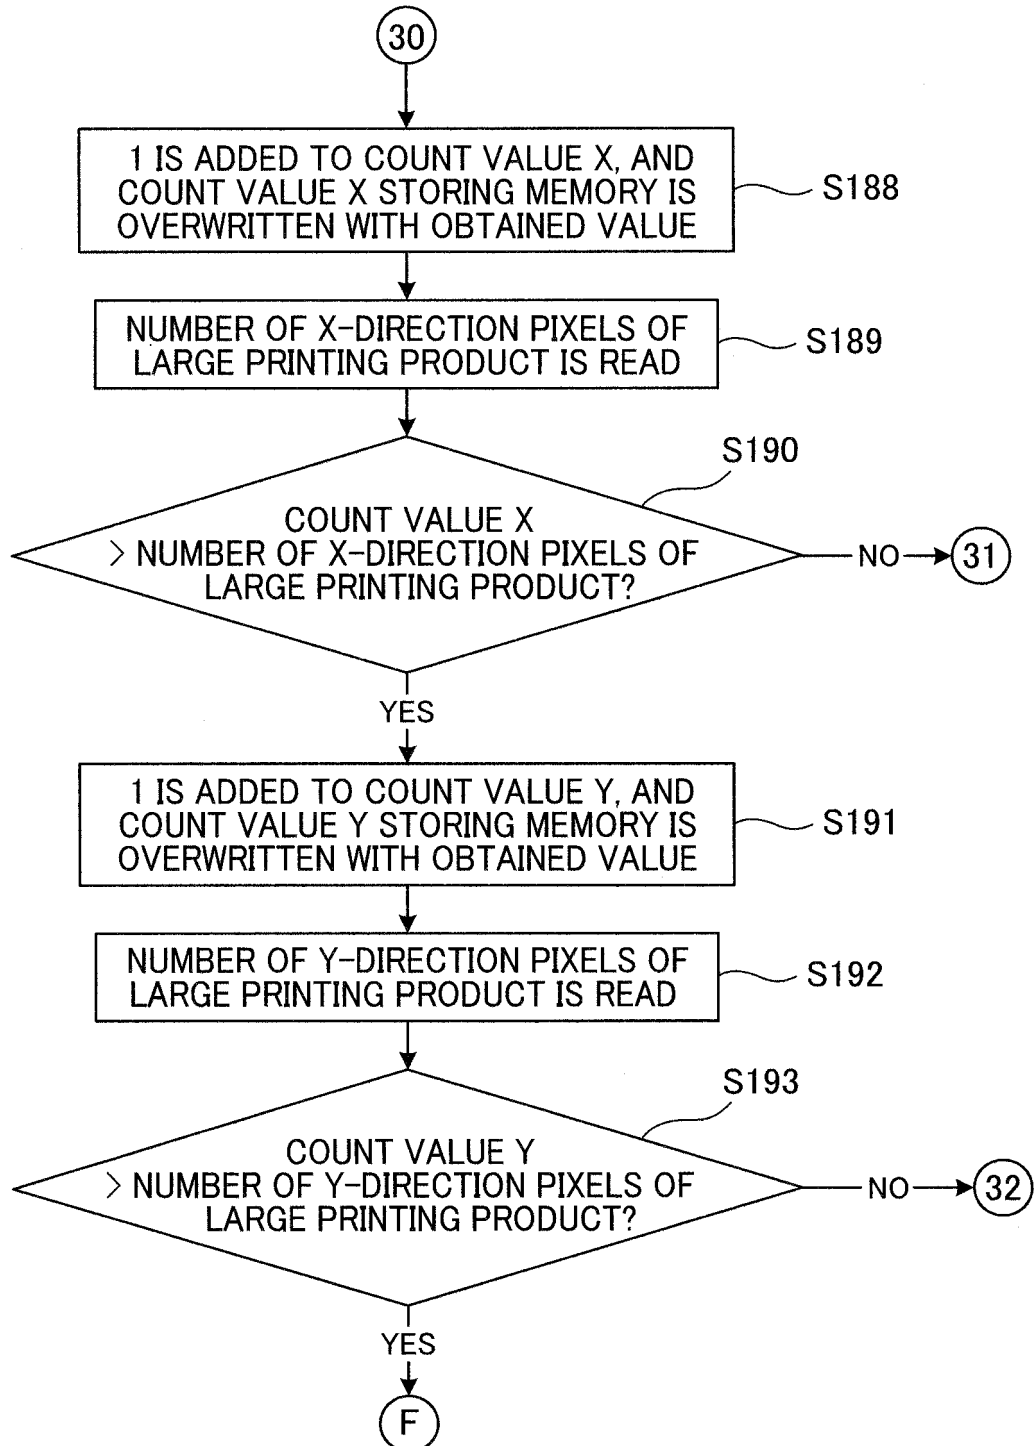 30
1 IS ADDED TO COUNT VALUE X, AND
COUNT VALUE X STORING MEMORY IS
OVERWRITTEN WITH OBTAINED VALUE
S188
NUMBER OF X-DIRECTION PIXELS OF
LARGE PRINTING PRODUCT IS READ
S189
S190
COUNT VALUE X
> NUMBER OF X-DIRECTION PIXELS OF
LARGE PRINTING PRODUCT?
NO
31
YES
1 IS ADDED TO COUNT VALUE Y, AND
COUNT VALUE Y STORING MEMORY IS
OVERWRITTEN WITH OBTAINED VALUE
S191
NUMBER OF Y-DIRECTION PIXELS OF
LARGE PRINTING PRODUCT IS READ
S192
S193
COUNT VALUE Y
> NUMBER OF Y-DIRECTION PIXELS OF
LARGE PRINTING PRODUCT?
NO
32
YES
F